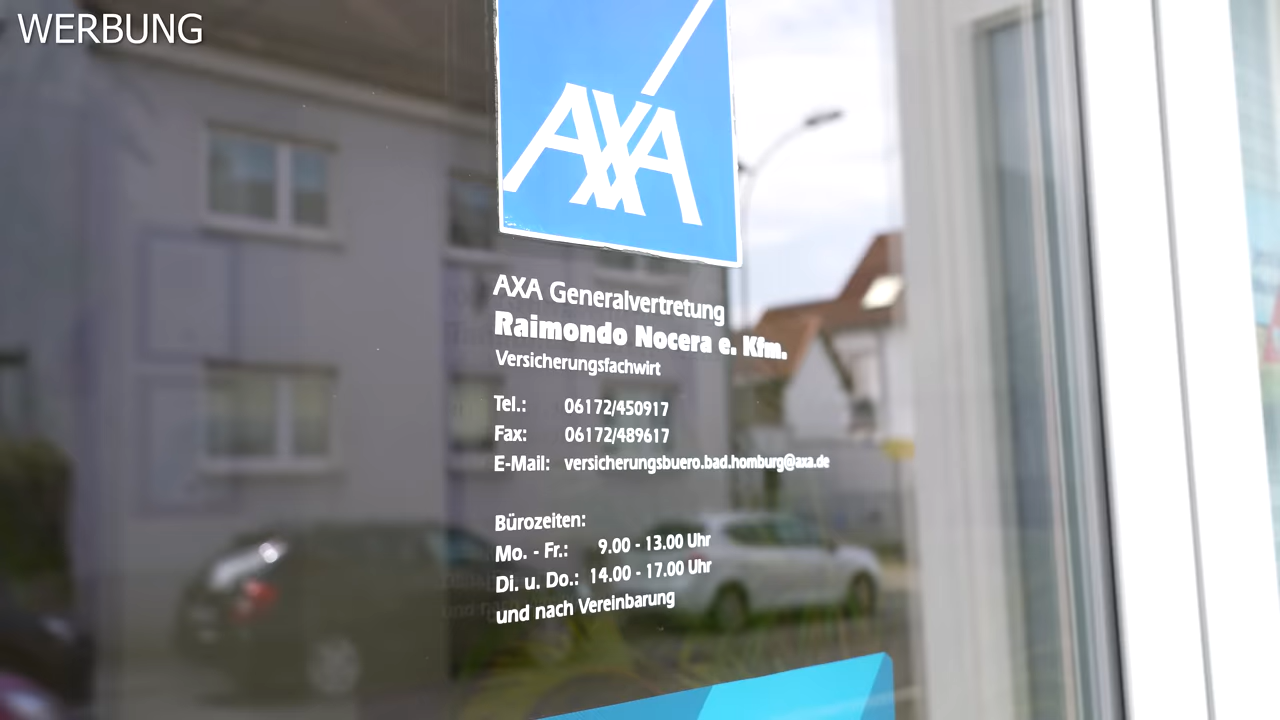 WERBUNG
AXA
AXA Generalvertretung
Raimondo Nocera e. Kfm.
Versicherungsfachwirt
Tel.: 06172/450917
Fax: 06172/489617
E-Mail: versicherungsbuero.bad.homburg@axa.de
Bürozeiten:
Mo. - Fr.: 9.00 - 13.00 Uhr
Di. u. Do.: 14.00 - 17.00 Uhr
und nach Vereinbarung